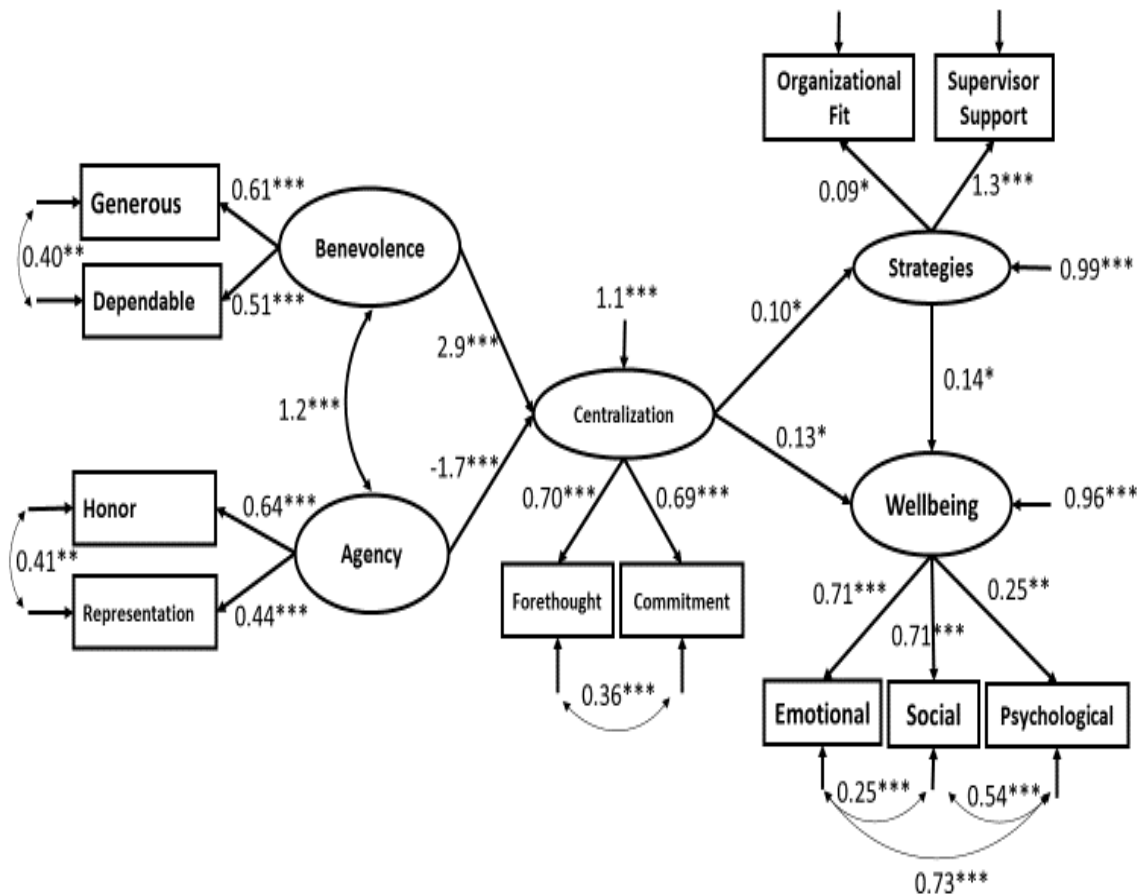 Organizational
Fit
Supervisor
Support
0.09*
1.3***
Generous
0.61***
0.40**
Dependable
0.51***
Benevolence
Strategies
0.99***
1.1***
2.9***
0.10*
1.2***
Centralization
0.14*
-1.7***
0.13*
Honor
0.64***
0.41**
Representation
0.44***
Agency
0.70***
0.69***
Wellbeing
0.96***
Forethought
Commitment
0.36***
0.71***
0.71***
0.25**
Emotional
Social
Psychological
0.25***
0.54***
0.73***